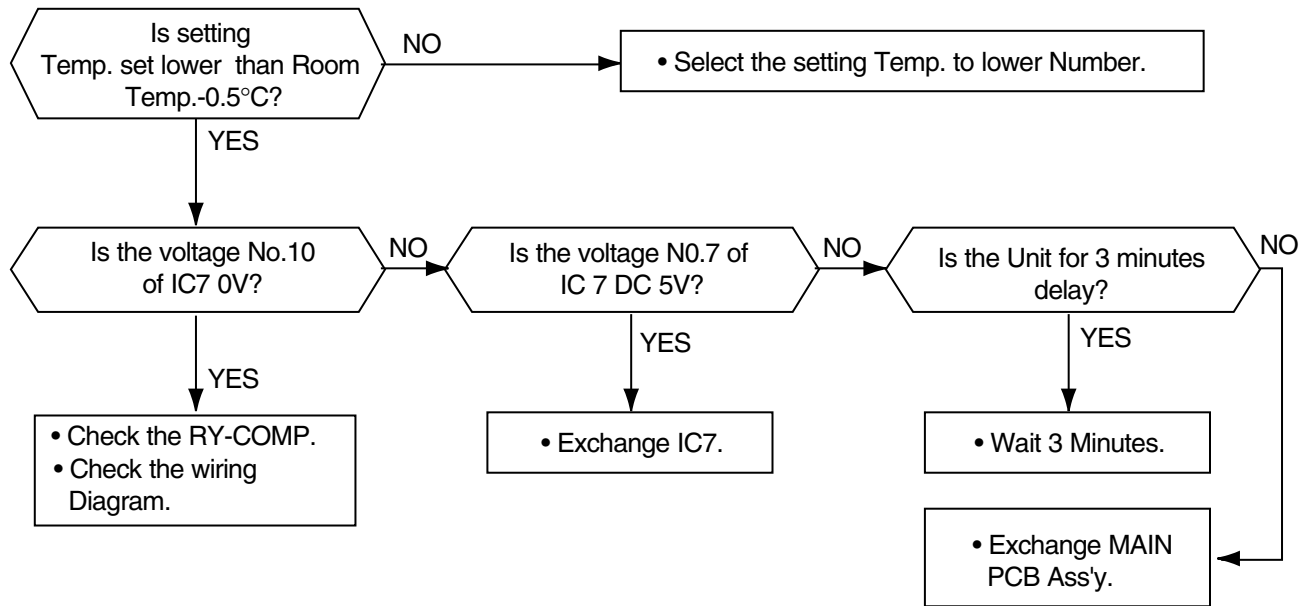 Is setting
Temp. set lower than Room
Temp.-0.5°C?
NO
• Select the setting Temp. to lower Number.
YES
Is the voltage No.10
of IC7 0V?
NO
Is the voltage N0.7 of
IC 7 DC 5V?
NO
Is the Unit for 3 minutes
delay?
NO
YES
• Check the RY-COMP.
• Check the wiring
Diagram.
YES
• Exchange IC7.
YES
• Wait 3 Minutes.
• Exchange MAIN
PCB Ass'y.